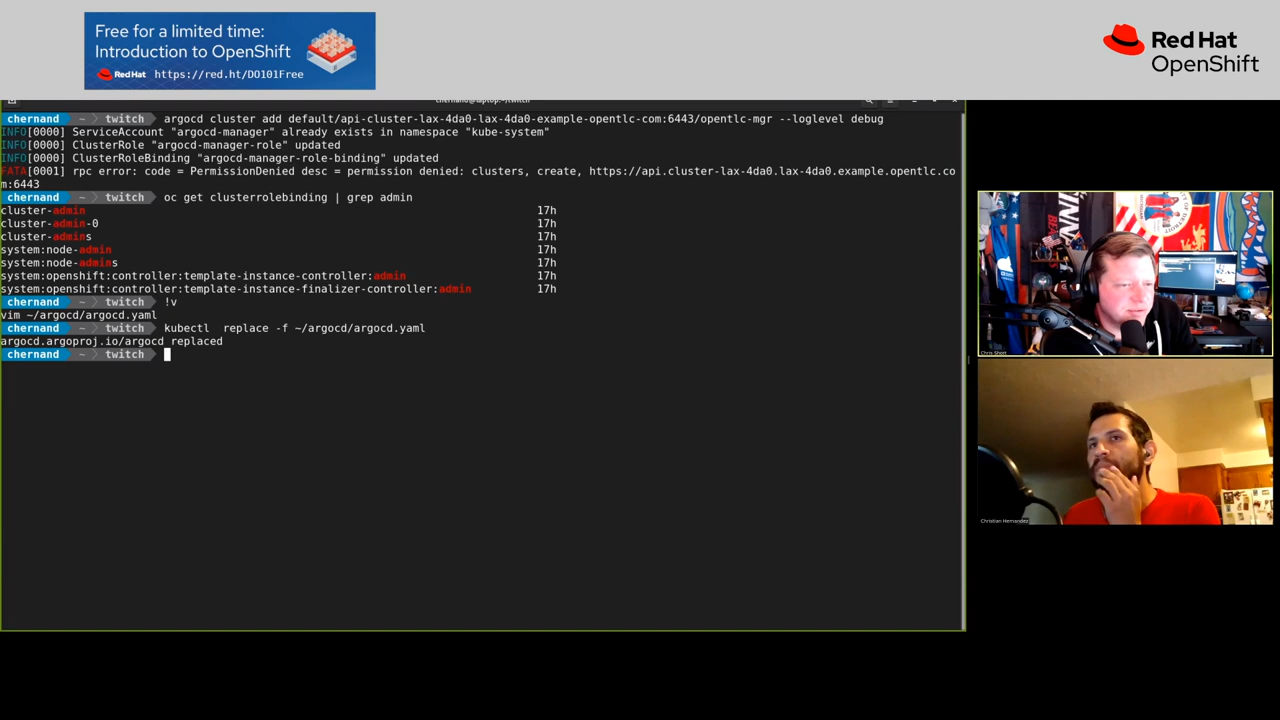 Free for a limited time:
Introduction to OpenShift
Red Hat https://red.ht/DO101Free
Red Hat
OpenShift
chernand@laptop:~/twitch
chernand ~ twitch argocd cluster add default/api-cluster-lax-4da0-lax-4da0-example-opentlc-com:6443/opentlc-mgr --loglevel debug
INFO[0000] ServiceAccount "argocd-manager" already exists in namespace "kube-system"
INFO[0000] ClusterRole "argocd-manager-role" updated
INFO[0000] ClusterRoleBinding "argocd-manager-role-binding" updated
FATA[0001] rpc error: code = PermissionDenied desc = permission denied: clusters, create, https://api.cluster-lax-4da0.lax-4da0.example.opentlc.co
m:6443
chernand ~ twitch oc get clusterrolebinding | grep admin
cluster-admin 17h
cluster-admin-0 17h
cluster-admins 17h
system:node-admin 17h
system:node-admins 17h
system:openshift:controller:template-instance-controller:admin 17h
system:openshift:controller:template-instance-finalizer-controller:admin 17h
chernand ~ twitch !v
vim ~/argocd/argocd.yaml
chernand ~ twitch kubectl  replace -f ~/argocd/argocd.yaml
argocd.argoproj.io/argocd replaced
chernand ~ twitch
Chris Short
Christian Hernandez